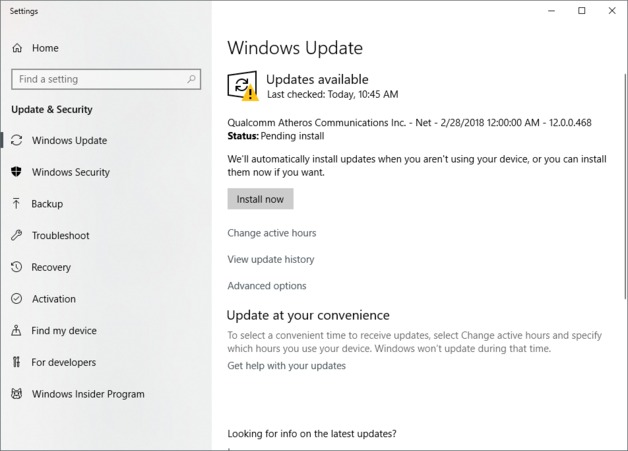 Settings
Home
Find a setting
Update & Security
Windows Update
Windows Security
Backup
Troubleshoot
Recovery
Activation
Find my device
For developers
Windows Insider Program
Windows Update
Updates available
Last checked: Today, 10:45 AM
Qualcomm Atheros Communications Inc. - Net - 2/28/2018 12:00:00 AM - 12.0.0.468
Status: Pending install
We'll automatically install updates when you aren't using your device, or you can install
them now if you want.
Install now
Change active hours
View update history
Advanced options
Update at your convenience
To select a convenient time to receive updates, select Change active hours and specify
which hours you use your device. Windows won't update during that time.
Get help with your updates
Looking for info on the latest updates?